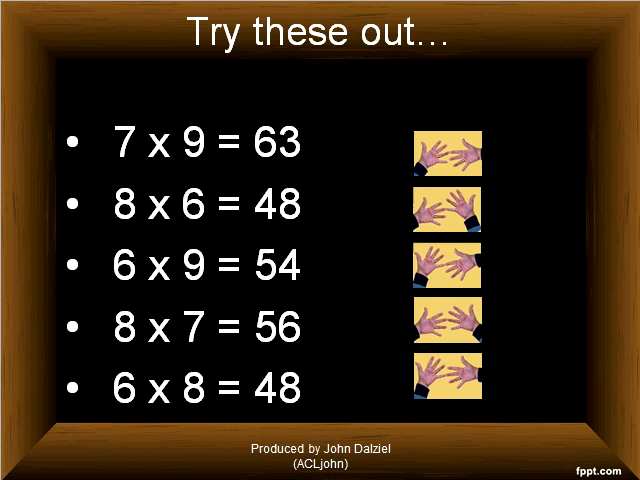 Try these out...
• 7 x 9 = 63
• 8 x 6 = 48
• 6 x 9 = 54
• 8 x 7 = 56
• 6 x 8 = 48
Produced by John Dalziel
(ACLjohn)
fppt.com